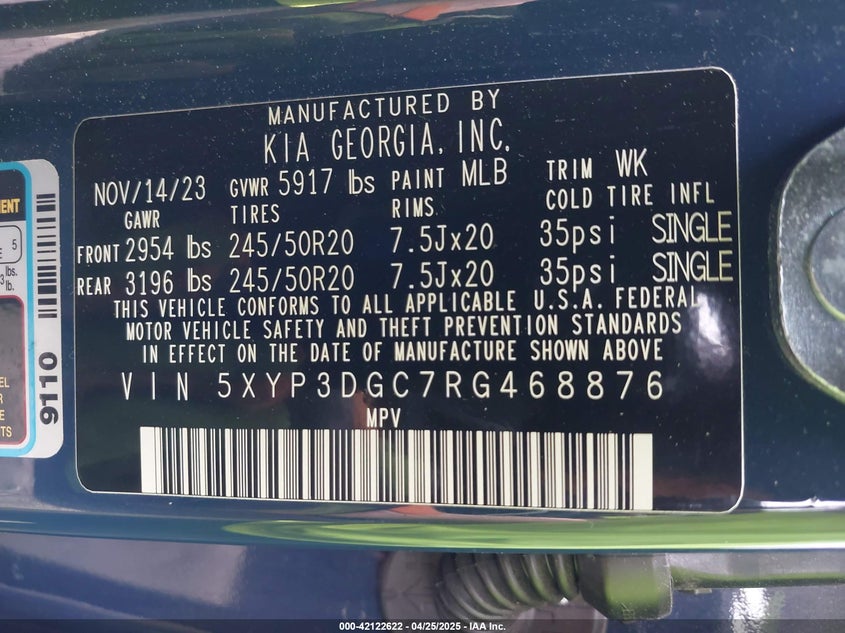 MANUFACTURED BY
KIA GEORGIA, INC.
NOV/14/23 GVWR 5917 lbs PAINT MLB TRIM WK
GAWR TIRES RIMS COLD TIRE INFL
FRONT 2954 lbs 245/50R20 7.5Jx20 35psi SINGLE
REAR 3196 lbs 245/50R20 7.5Jx20 35psi SINGLE
THIS VEHICLE CONFORMS TO ALL APPLICABLE U.S.A. FEDERAL
MOTOR VEHICLE SAFETY AND THEFT PREVENTION STANDARDS
IN EFFECT ON THE DATE OF MANUFACTURE SHOWN ABOVE
VIN 5XYP3DGC7RG468876
MPV
5
lbs.
lb.
9110
000-42122622 - 04/25/2025 - IAA Inc.